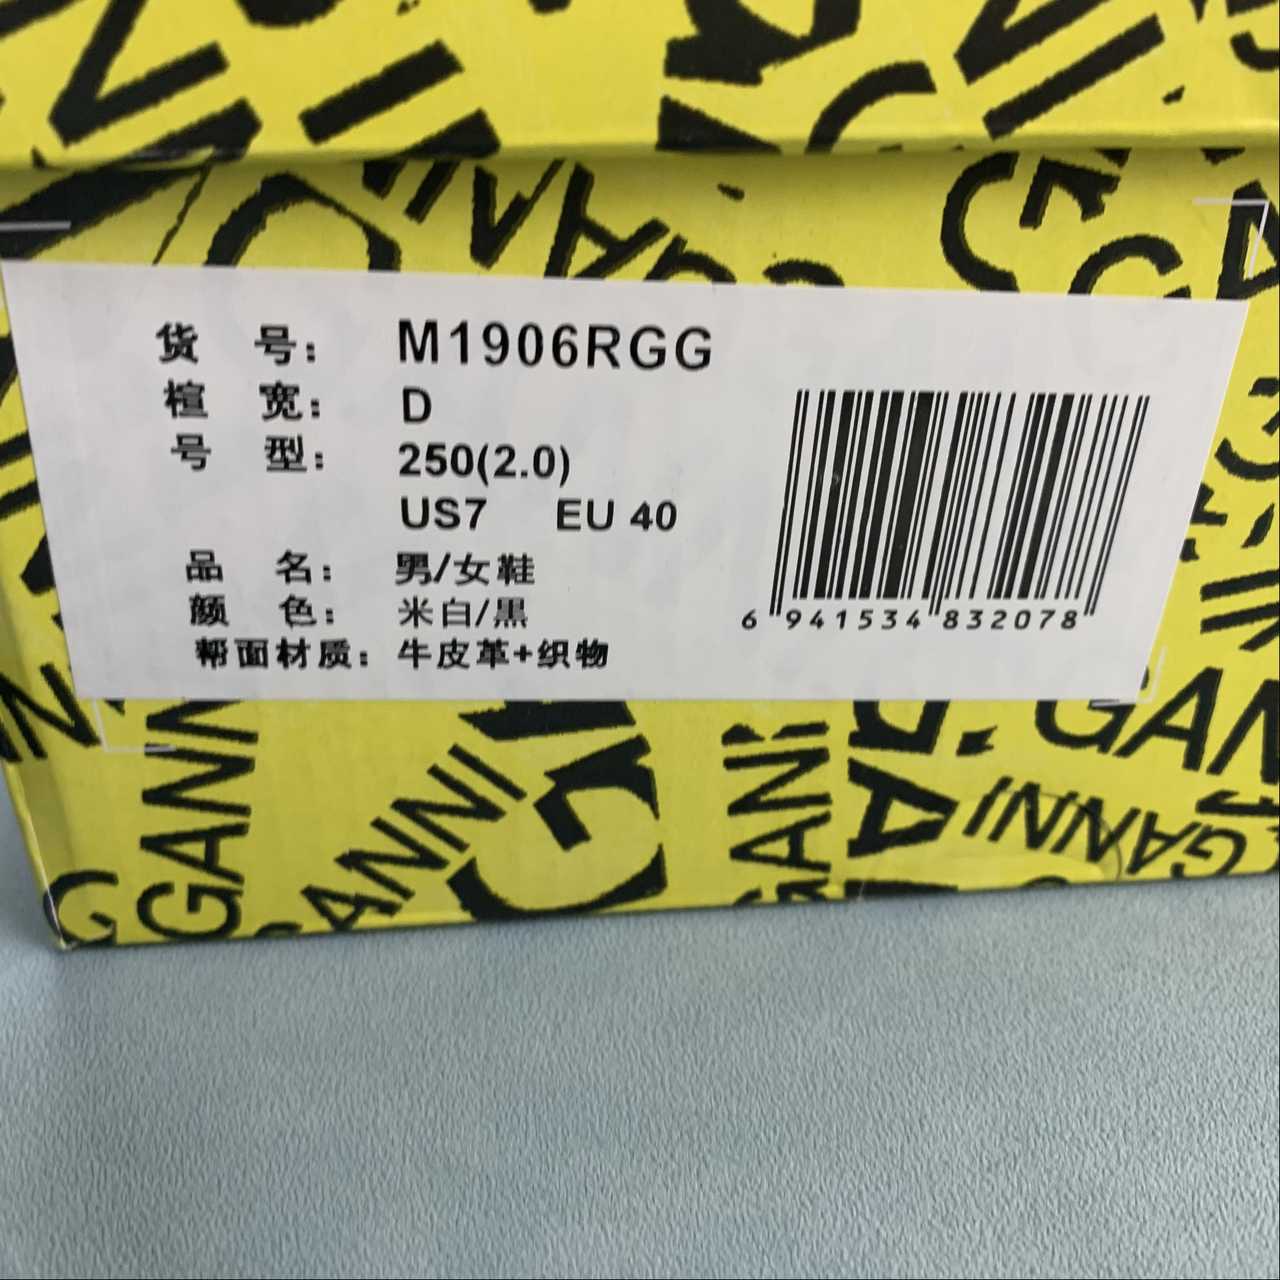 货 号： M1906RGG
楦 宽： D
号 型： 250(2.0)
US7 EU 40
品 名： 男/女鞋
颜 色： 米白/黑
帮面材质： 牛皮革+织物
6 941534 832078
GANNI
GANNI
GANNI
GANNI
GANNI